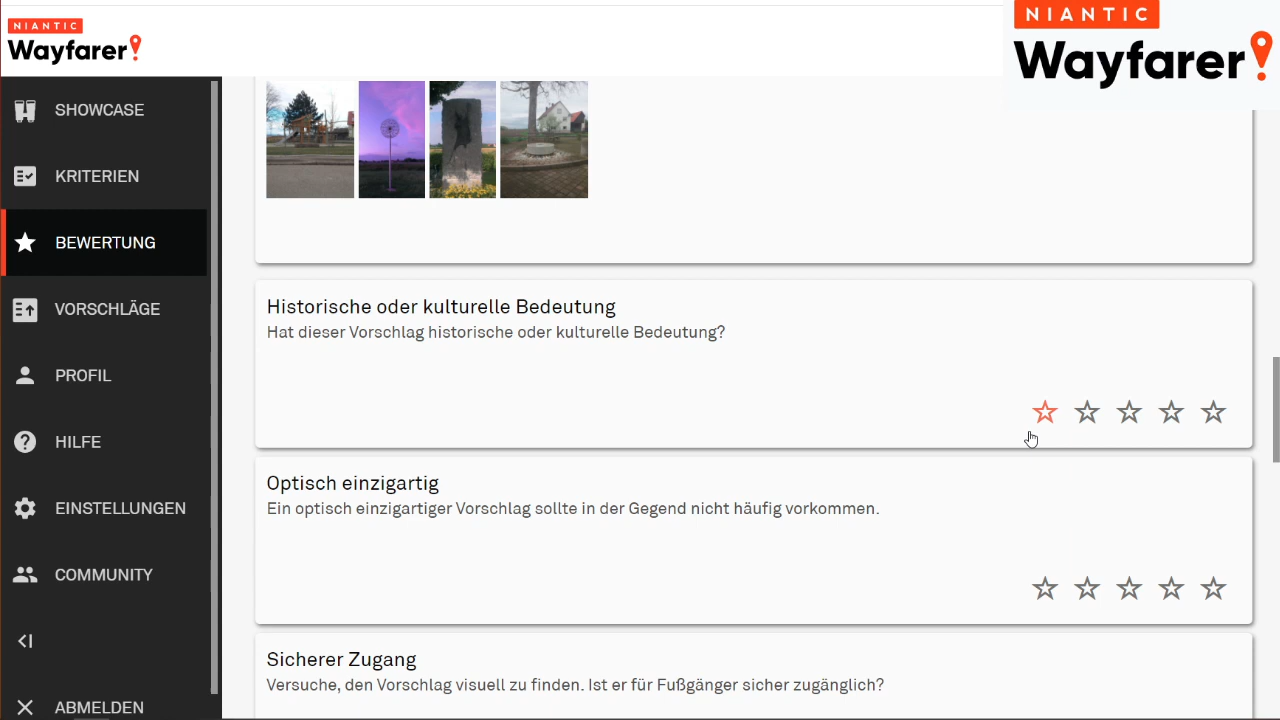 NIANTIC
Wayfarer!
NIANTIC
Wayfarer!
SHOWCASE
KRITERIEN
BEWERTUNG
VORSCHLÄGE
PROFIL
HILFE
EINSTELLUNGEN
COMMUNITY
ABMELDEN
Historische oder kulturelle Bedeutung
Hat dieser Vorschlag historische oder kulturelle Bedeutung?
Optisch einzigartig
Ein optisch einzigartiger Vorschlag sollte in der Gegend nicht häufig vorkommen.
Sicherer Zugang
Versuche, den Vorschlag visuell zu finden. Ist er für Fußgänger sicher zugänglich?